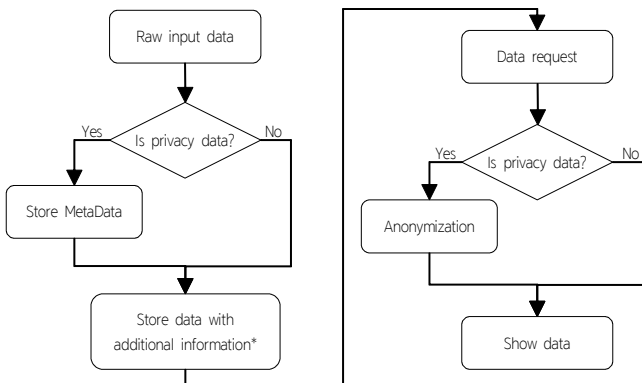 Raw input data
Is privacy data?
Yes
No
Store MetaData
Store data with
additional information*
Data request
Is privacy data?
Yes
No
Anonymization
Show data